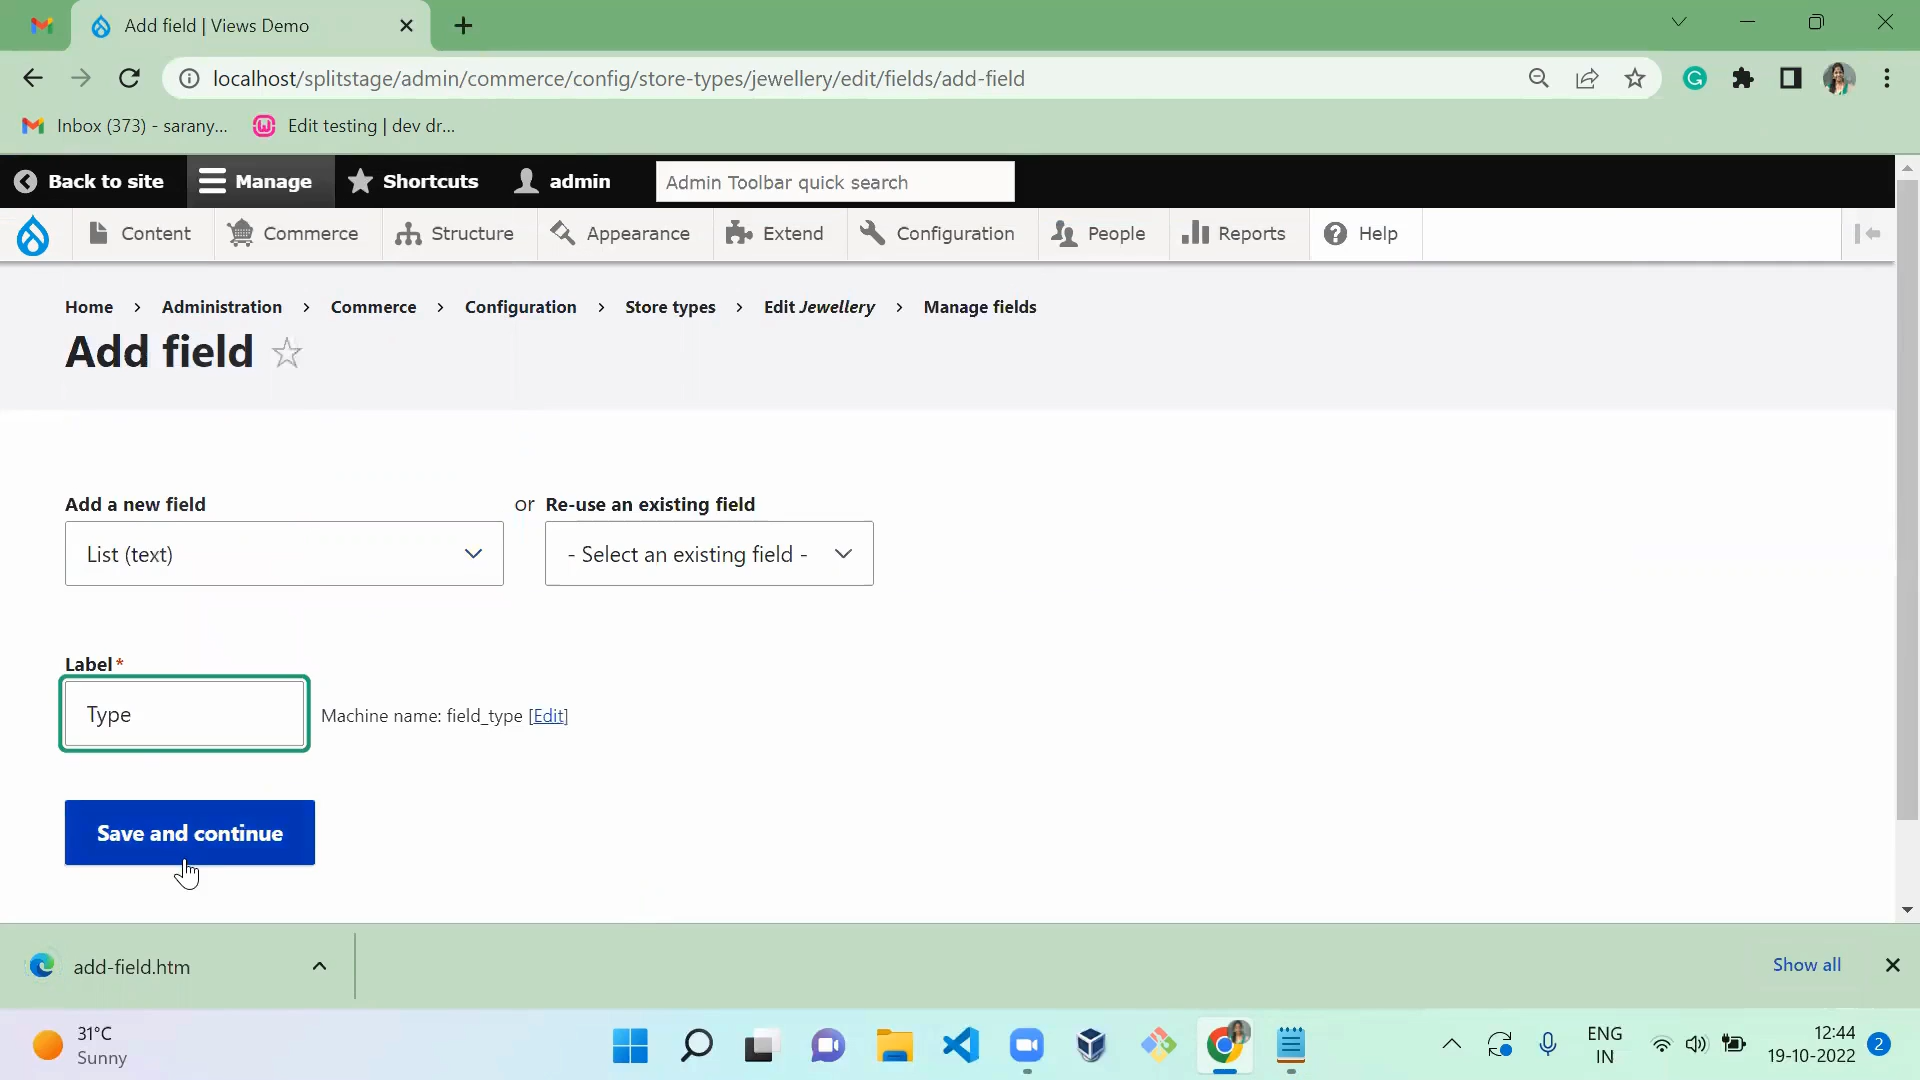 Add field | Views Demo
localhost/splitstage/admin/commerce/config/store-types/jewellery/edit/fields/add-field
Inbox (373) - sarany... Edit testing | dev dr...
Back to site Manage Shortcuts admin Admin Toolbar quick search
Content Commerce Structure Appearance Extend Configuration People Reports Help
Home > Administration > Commerce > Configuration > Store types > Edit Jewellery > Manage fields
Add field
Add a new field or Re-use an existing field
List (text) - Select an existing field -
Label*
Type Machine name: field_type [Edit]
Save and continue
add-field.htm Show all
31°C
Sunny
ENG
IN
12:44
19-10-2022
2